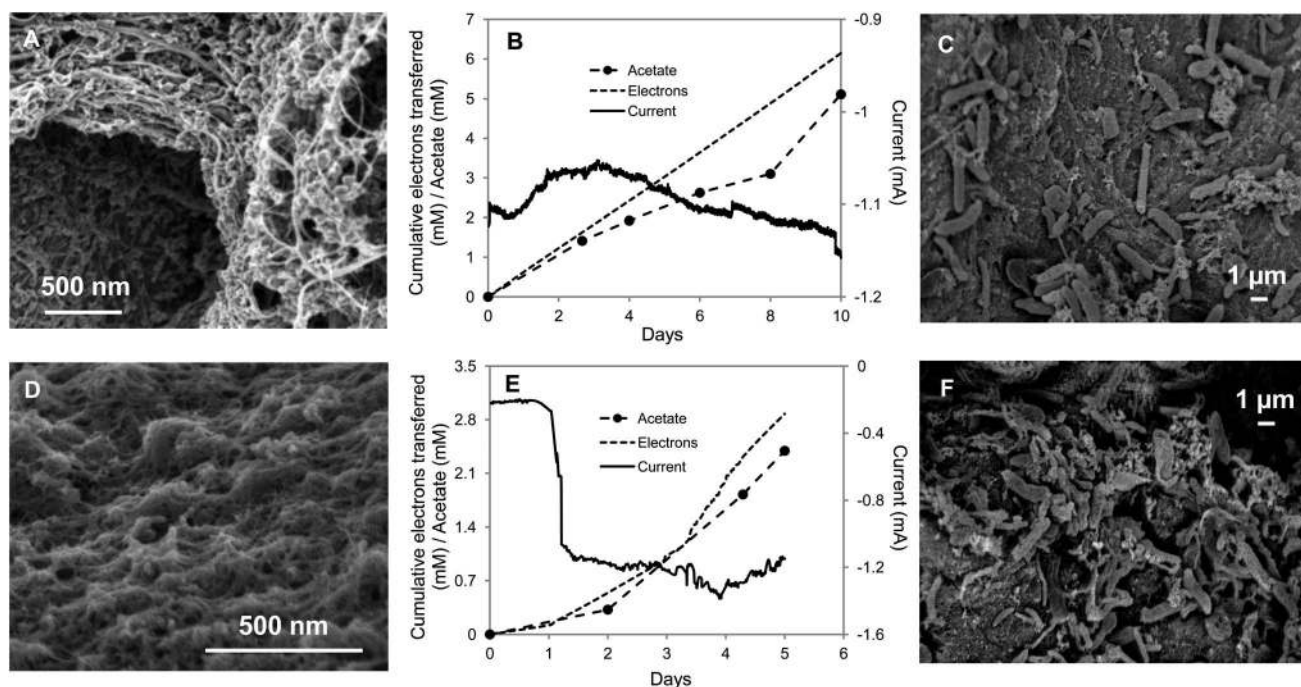 A
500 nm
B
Cumulative electrons transferred
(mM) / Acetate (mM)
7
6
5
4
3
2
1
0
Acetate
Electrons
Current
-0.9
-1
-1.1
-1.2
Current (mA)
0 2 4 6 8 10
Days
C
1 µm
D
500 nm
E
Cumulative electrons transferred
(mM) / Acetate (mM)
3.5
2.8
2.1
1.4
0.7
0
Acetate
Electrons
Current
0
-0.4
-0.8
-1.2
-1.6
Current (mA)
0 1 2 3 4 5 6
Days
F
1 µm